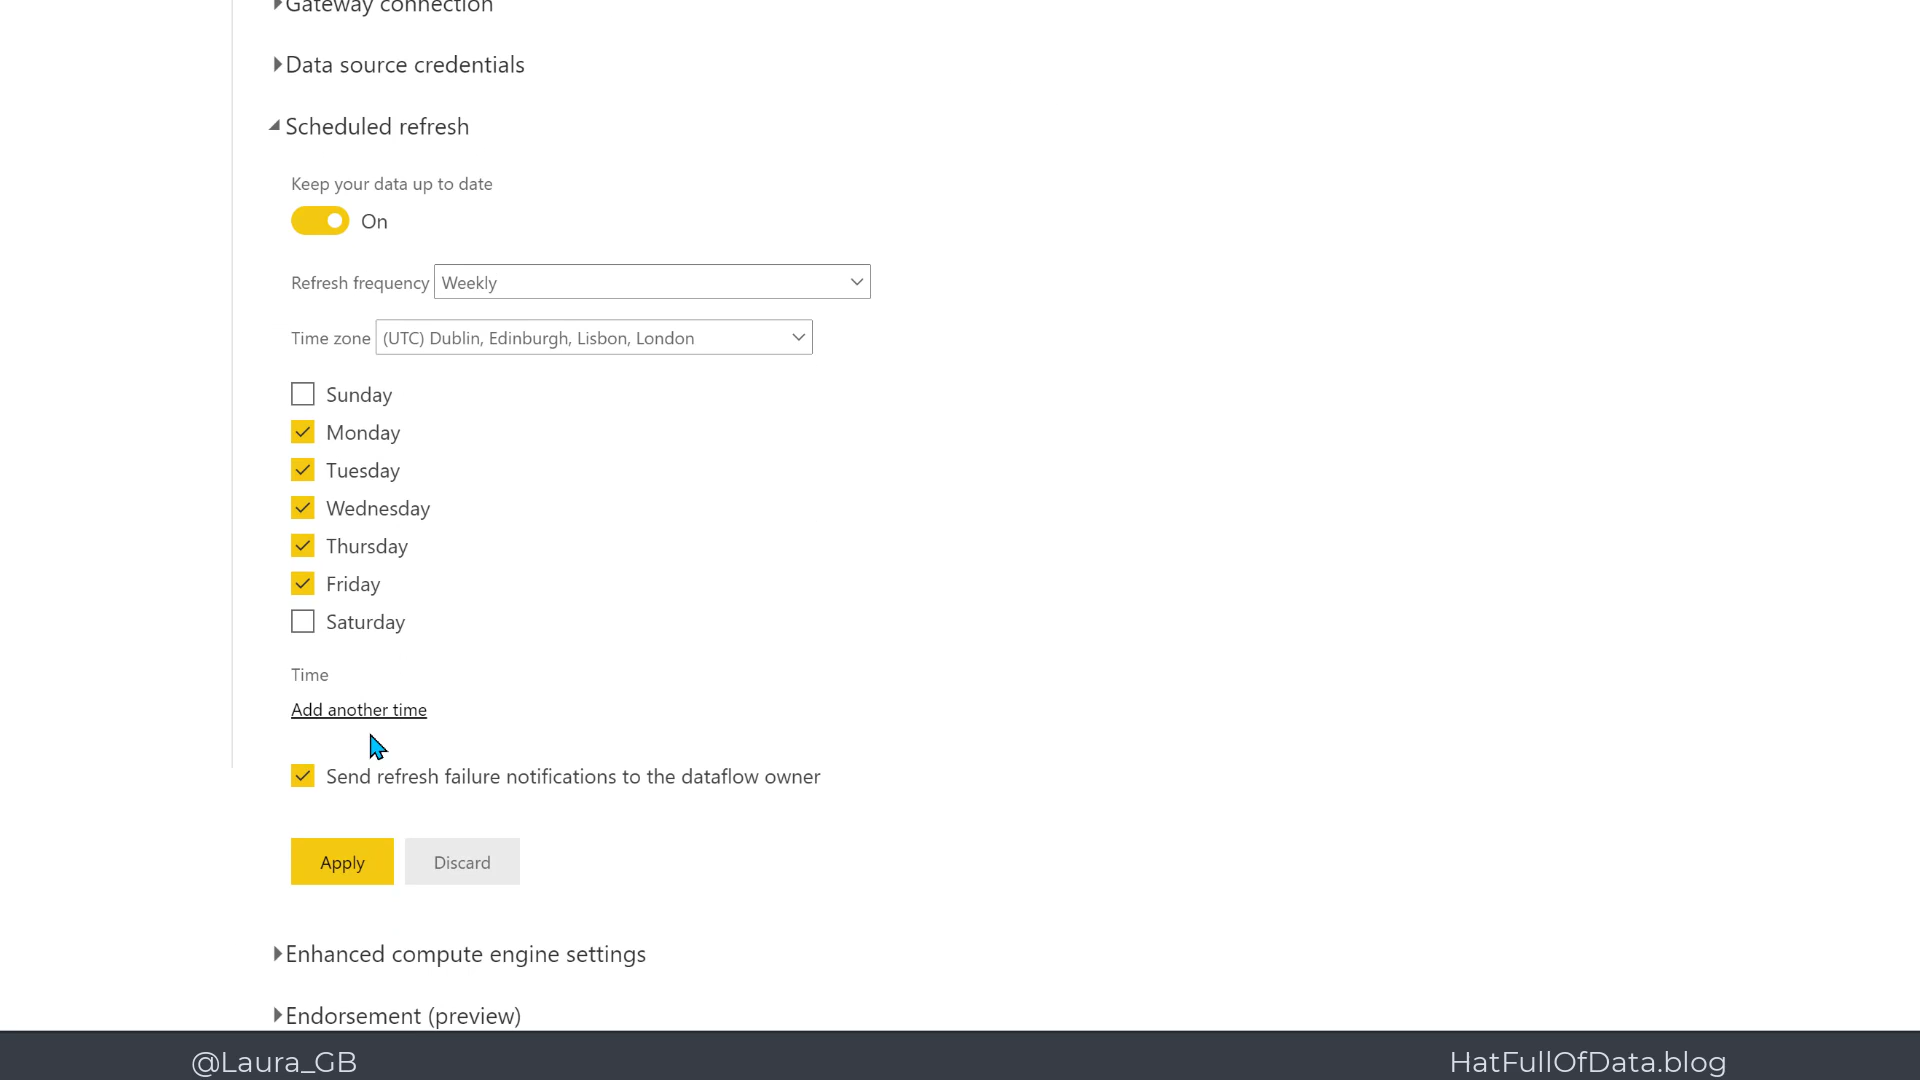 Gateway connection
Data source credentials
Scheduled refresh
Keep your data up to date
On
Refresh frequency Weekly
Time zone (UTC) Dublin, Edinburgh, Lisbon, London
Sunday
Monday
Tuesday
Wednesday
Thursday
Friday
Saturday
Time
Add another time
Send refresh failure notifications to the dataflow owner
Apply Discard
Enhanced compute engine settings
Endorsement (preview)
@Laura_GB HatFullOfData.blog